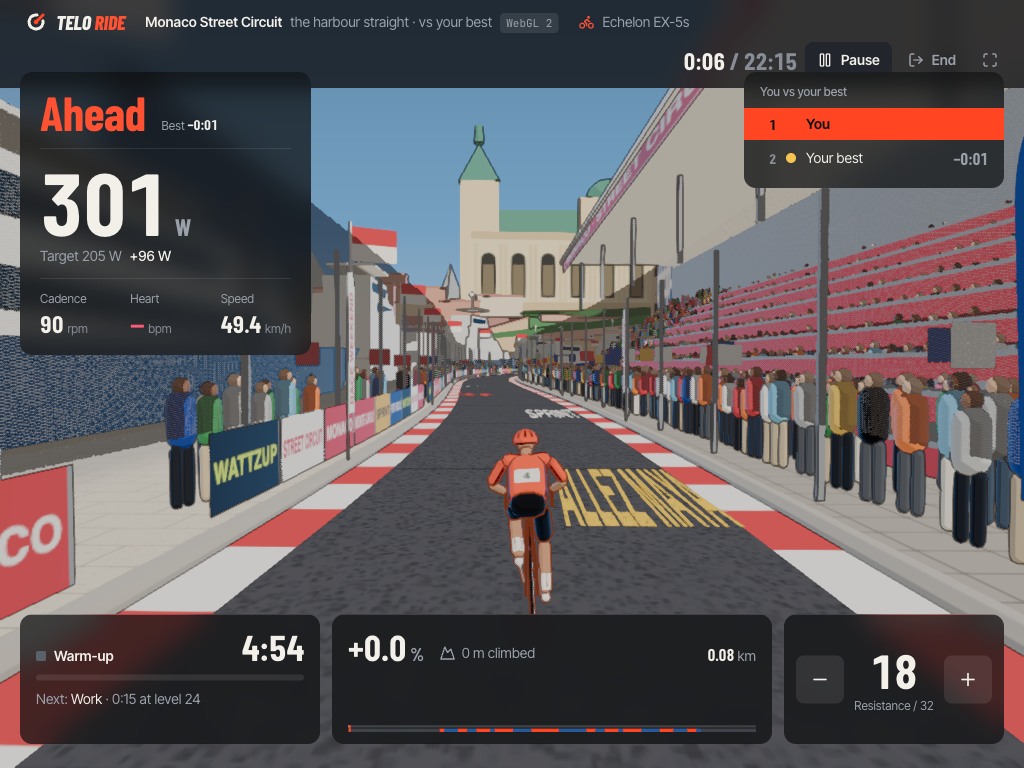 TELO RIDE Monaco Street Circuit the harbour straight · vs your best WebGL 2 Echelon EX-5s
0:06 / 22:15 Pause End
Ahead Best −0:01
301 W
Target 205 W +96 W
Cadence Heart Speed
90 rpm — bpm 49.4 km/h
You vs your best
1 You
2 Your best −0:01
SPRINT
WATTZUP
STREET CIRCUIT
ALLEZ MAYA
CO
Warm-up 4:54
Next: Work · 0:15 at level 24
+0.0 % 0 m climbed 0.08 km
− 18 +
Resistance / 32